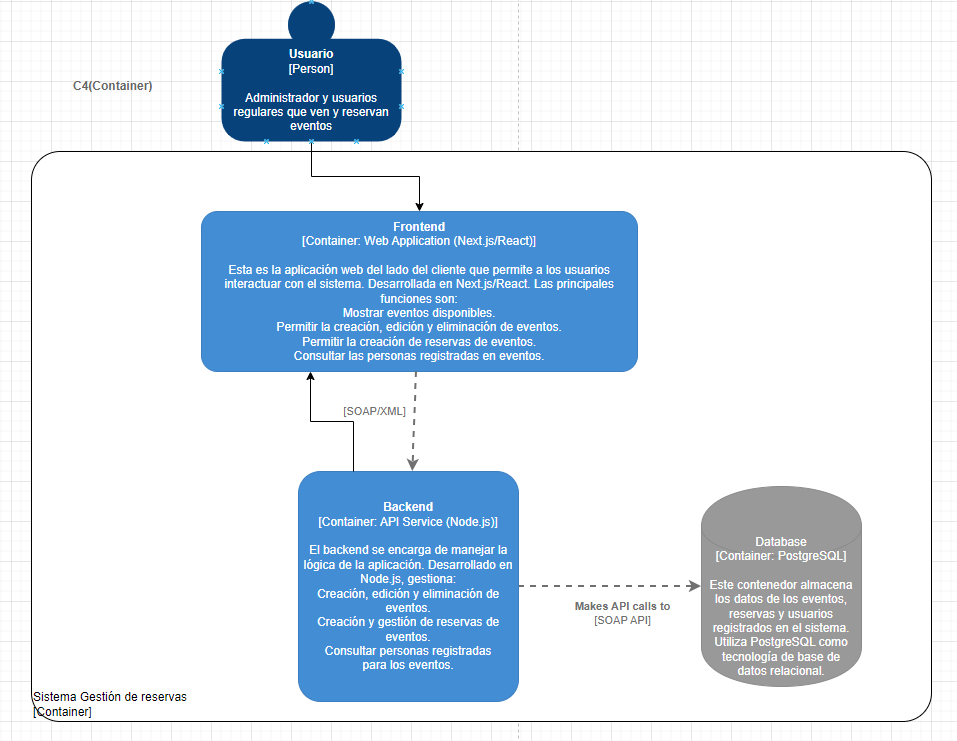 Usuario
[Person]
Administrador y usuarios
regulares que ven y reservan
eventos
C4(Container)
Frontend
[Container: Web Application (Next.js/React)]
Esta es la aplicación web del lado del cliente que permite a los usuarios
interactuar con el sistema. Desarrollada en Next.js/React. Las principales
funciones son:
Mostrar eventos disponibles.
Permitir la creación, edición y eliminación de eventos.
Permitir la creación de reservas de eventos.
Consultar las personas registradas en eventos.
[SOAP/XML]
Backend
[Container: API Service (Node.js)]
El backend se encarga de manejar la
lógica de la aplicación. Desarrollado en
Node.js, gestiona:
Creación, edición y eliminación de
eventos.
Creación y gestión de reservas de
eventos.
Consultar personas registradas
para los eventos.
Makes API calls to
[SOAP API]
Database
[Container: PostgreSQL]
Este contenedor almacena
los datos de los eventos,
reservas y usuarios
registrados en el sistema.
Utiliza PostgreSQL como
tecnología de base de
datos relacional.
Sistema Gestión de reservas
[Container]